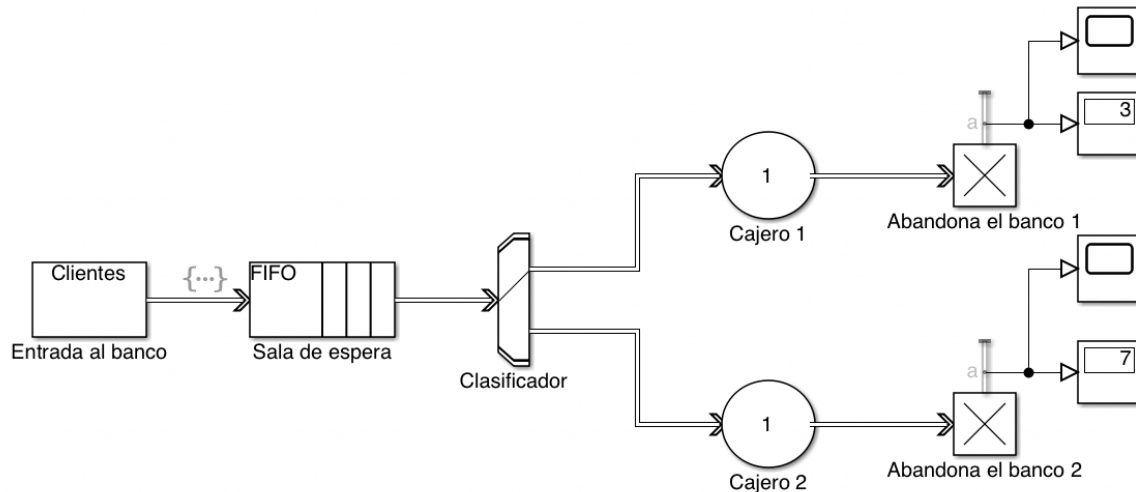 3
a
1
Abandona el banco 1
Cajero 1
Clientes
{...}
FIFO
Entrada al banco
Sala de espera
Clasificador
7
a
1
Abandona el banco 2
Cajero 2